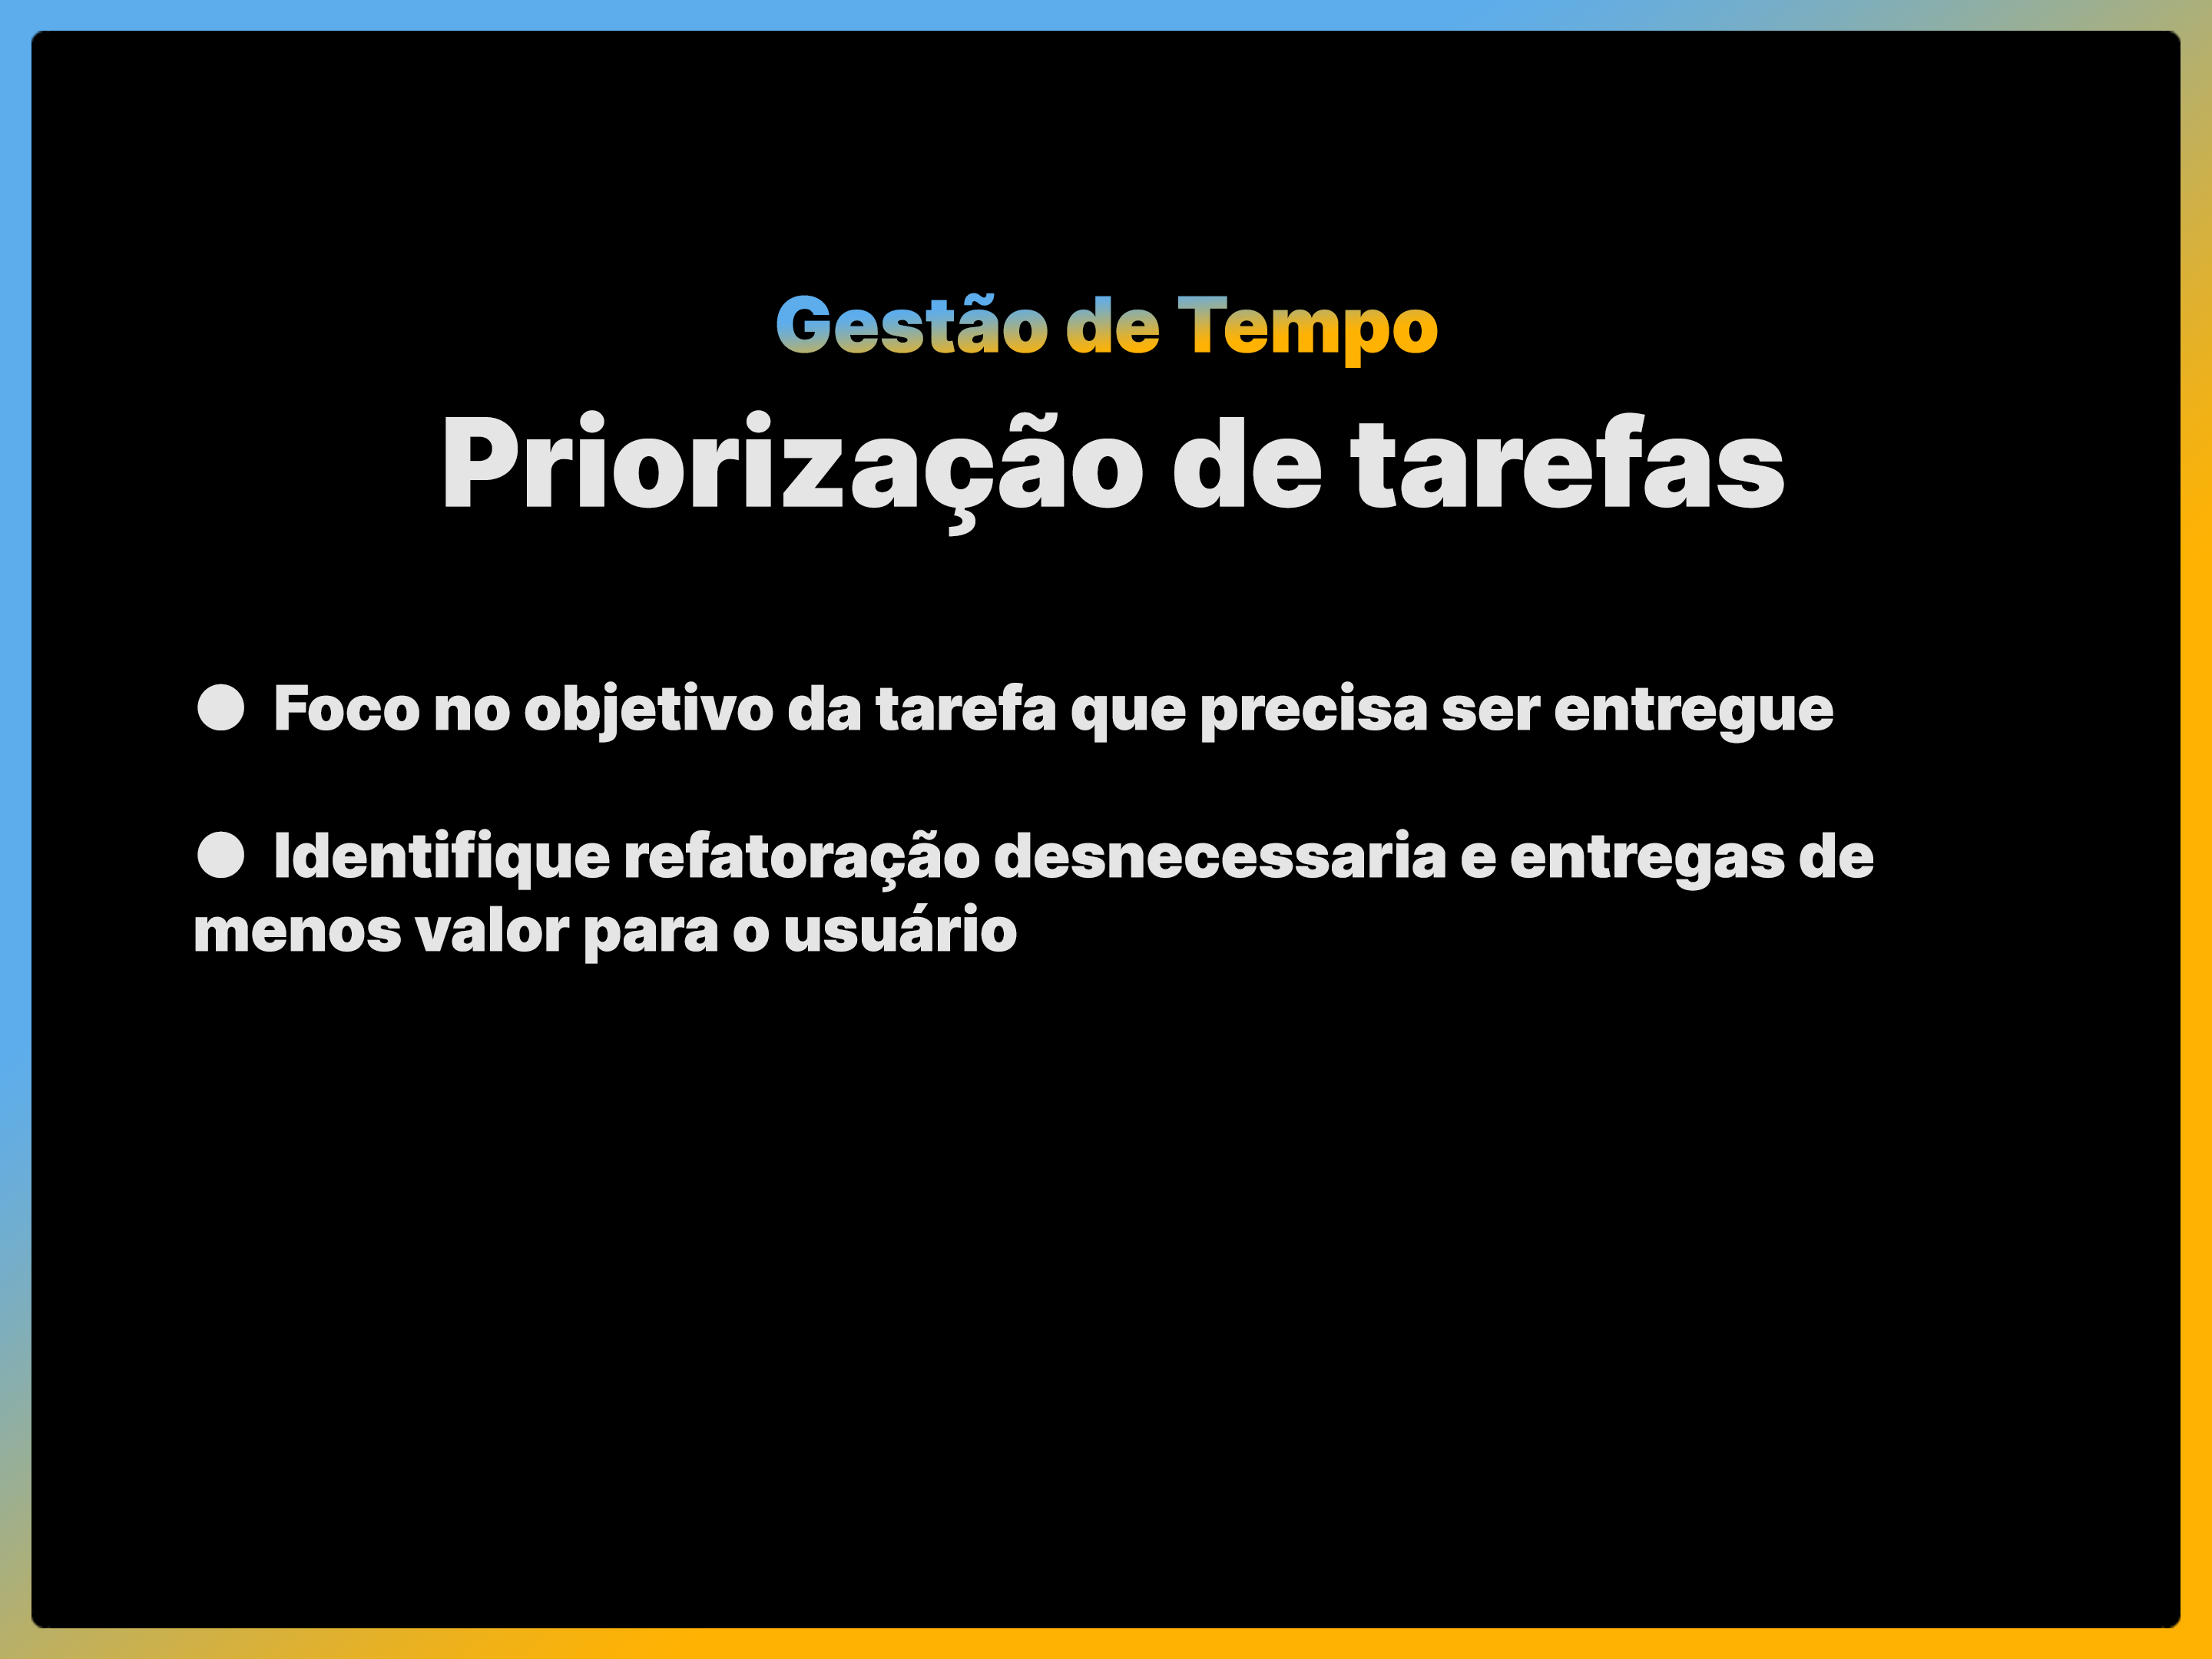 Gestão de Tempo
Priorização de tarefas
● Foco no objetivo da tarefa que precisa ser entregue
● Identifique refatoração desnecessaria e entregas de
menos valor para o usuário